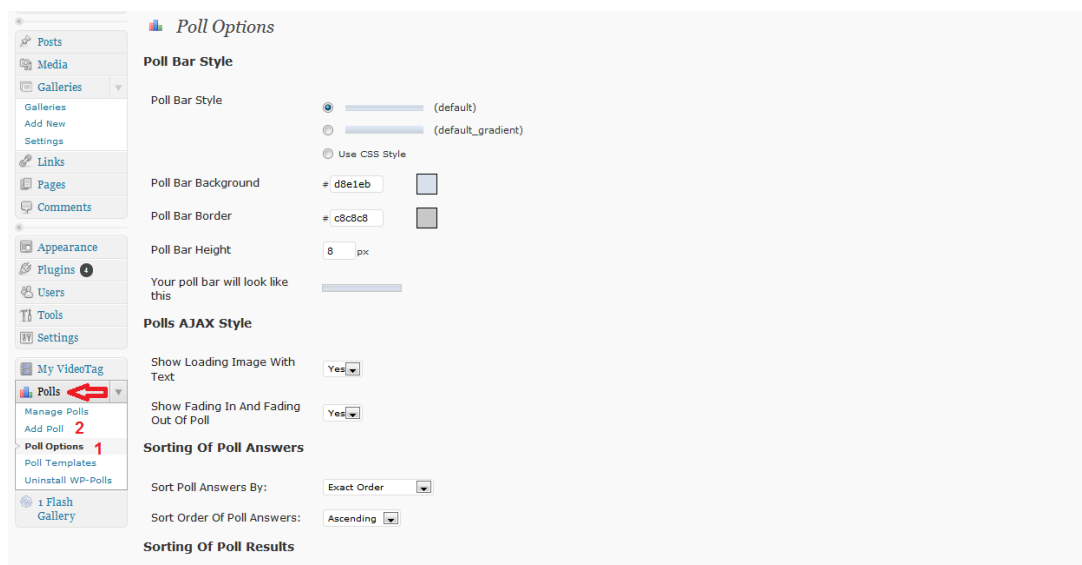 Posts
Media
Galleries
Galleries
Add New
Settings
Links
Pages
Comments
Appearance
Plugins 4
Users
Tools
Settings
My VideoTag
Polls
Manage Polls
Add Poll 2
Poll Options 1
Poll Templates
Uninstall WP-Polls
1 Flash
Gallery
Poll Options
Poll Bar Style
Poll Bar Style
(default)
(default_gradient)
Use CSS Style
Poll Bar Background # d8e1eb
Poll Bar Border # c8c8c8
Poll Bar Height 8 px
Your poll bar will look like
this
Polls AJAX Style
Show Loading Image With
Text
Yes
Show Fading In And Fading
Out Of Poll
Yes
Sorting Of Poll Answers
Sort Poll Answers By: Exact Order
Sort Order Of Poll Answers: Ascending
Sorting Of Poll Results